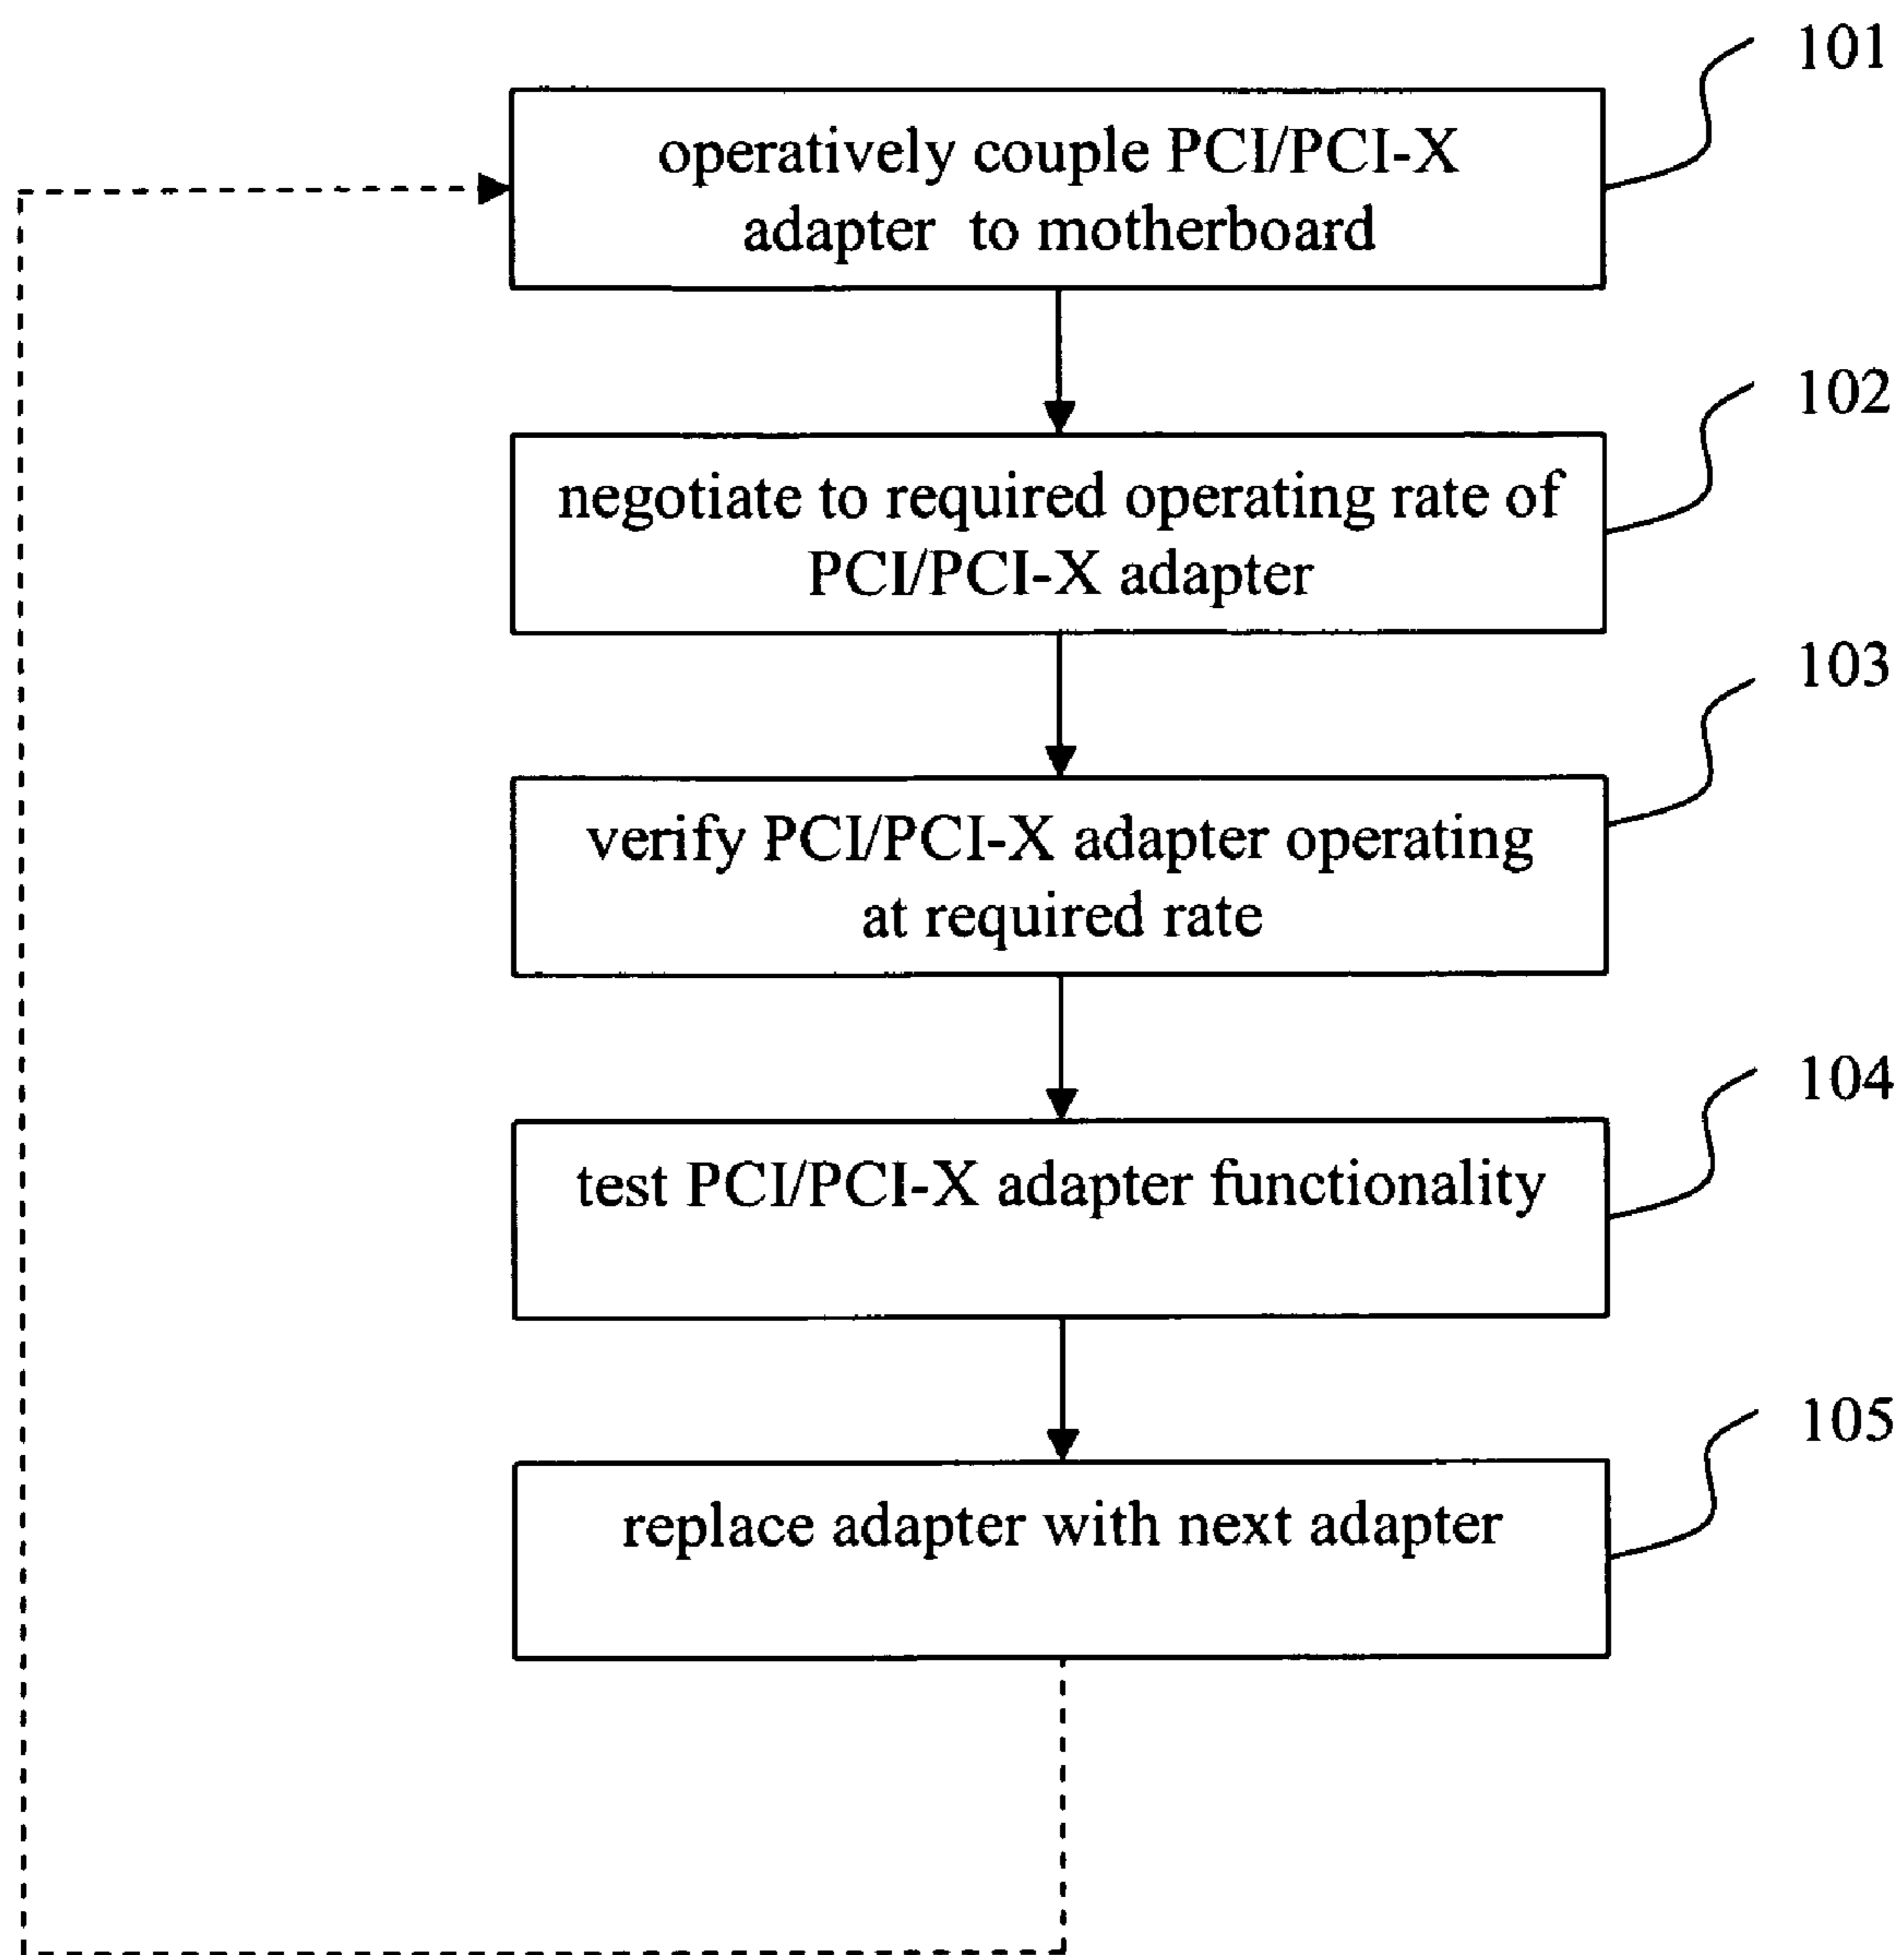 101
operatively couple PCI/PCI-X
adapter to motherboard
102
negotiate to required operating rate of
PCI/PCI-X adapter
103
verify PCI/PCI-X adapter operating
at required rate
104
test PCI/PCI-X adapter functionality
105
replace adapter with next adapter